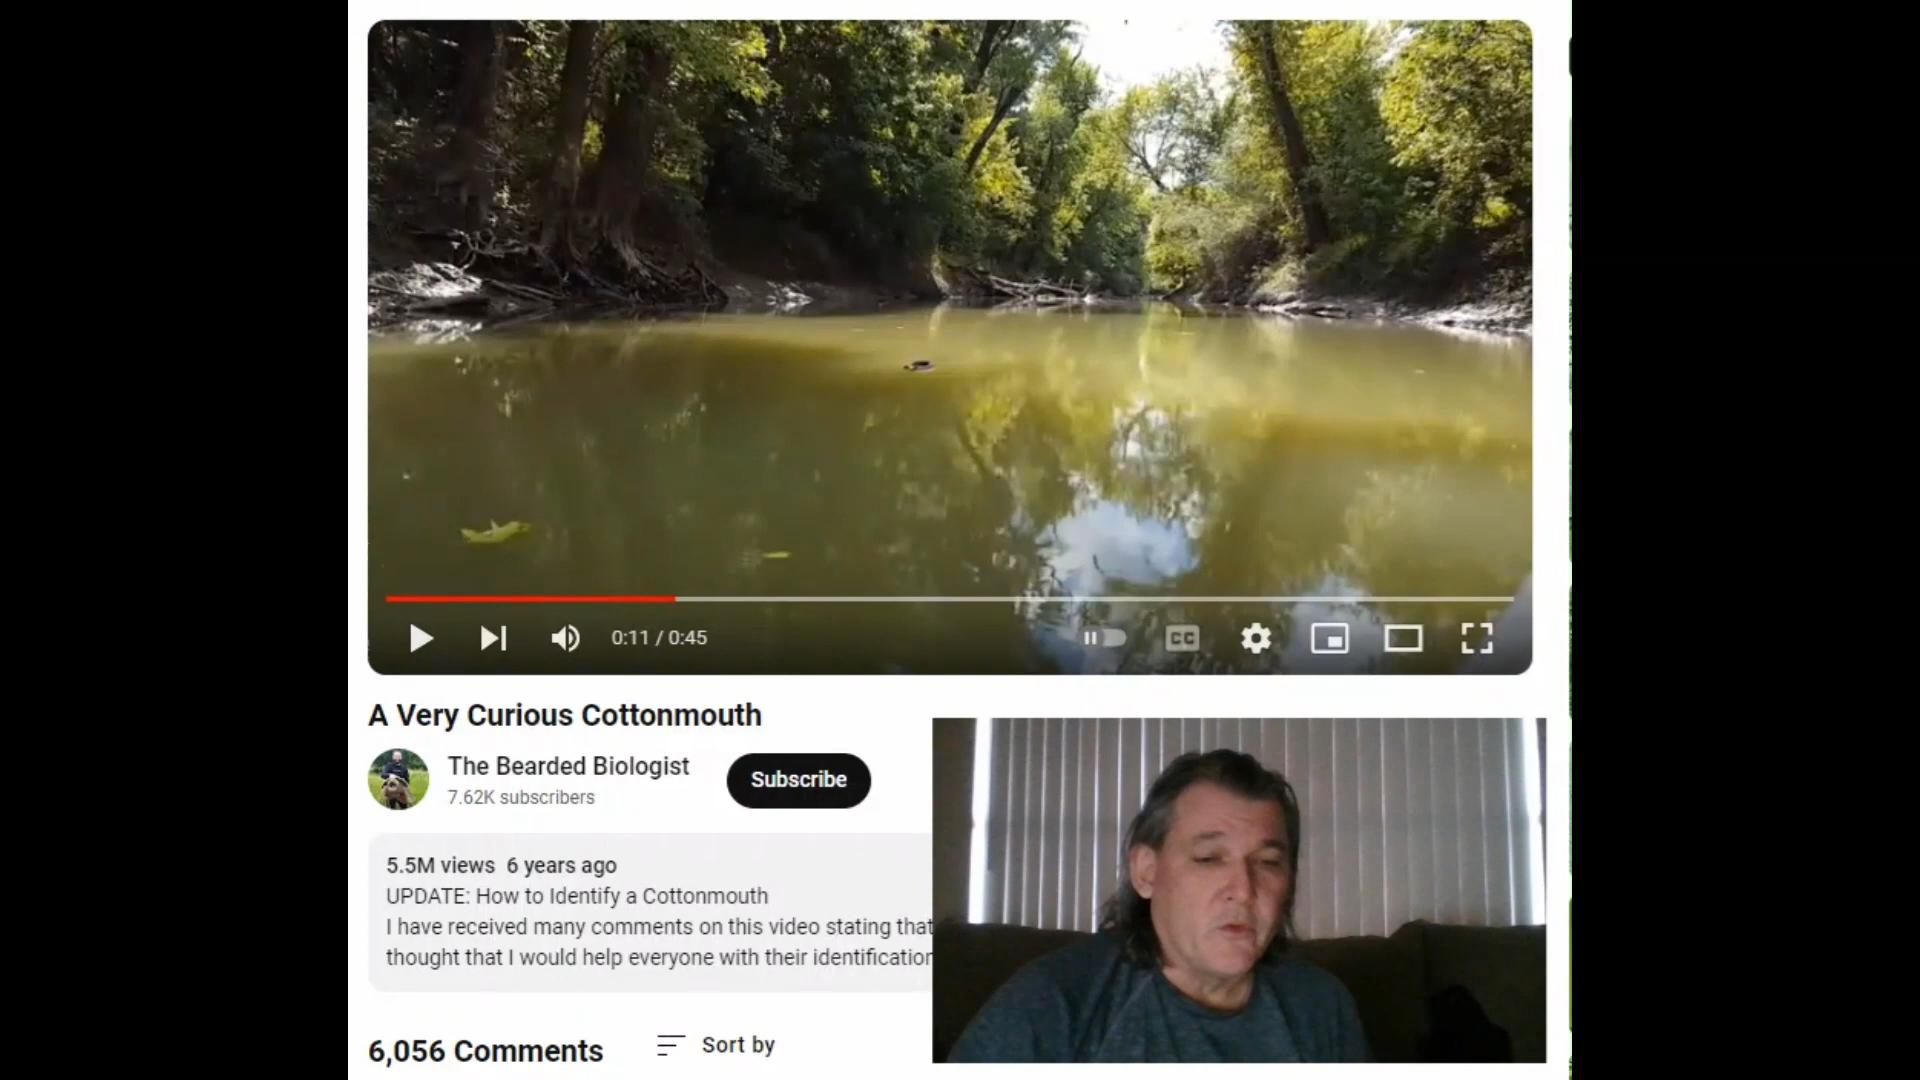 0:11 / 0:45
CC
A Very Curious Cottonmouth
The Bearded Biologist
7.62K subscribers
Subscribe
5.5M views 6 years ago
UPDATE: How to Identify a Cottonmouth
I have received many comments on this video stating that
thought that I would help everyone with their identification
6,056 Comments
Sort by